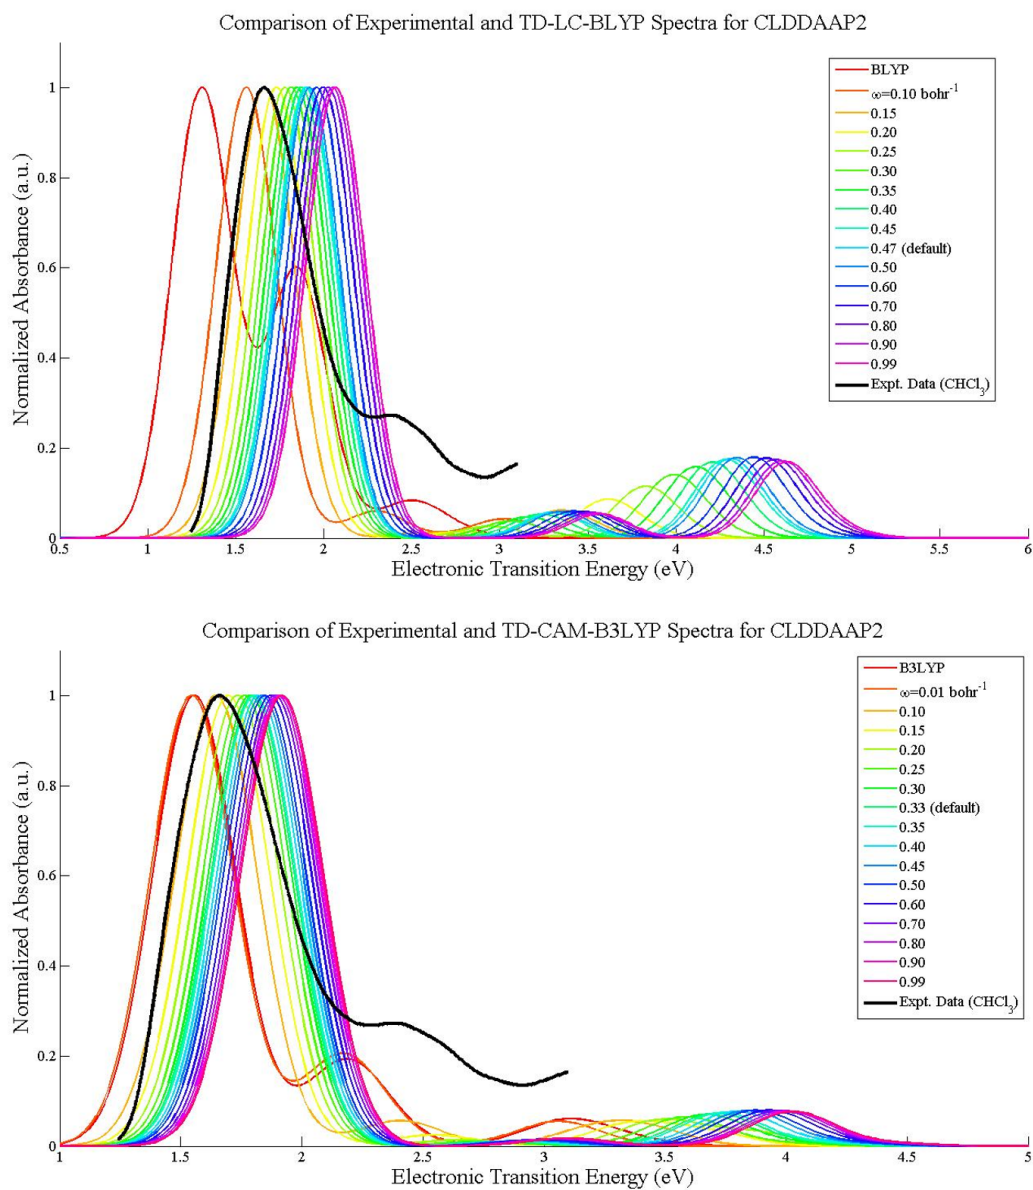 Comparison of Experimental and TD-LC-BLYP Spectra for CLDDAAP2
Normalized Absorbance (a.u.)
1
0.8
0.6
0.4
0.2
0
0.5 1 1.5 2 2.5 3 3.5 4 4.5 5 5.5 6
Electronic Transition Energy (eV)
BLYP
ω=0.10 bohr⁻¹
0.15
0.20
0.25
0.30
0.35
0.40
0.45
0.47 (default)
0.50
0.60
0.70
0.80
0.90
0.99
Expt. Data (CHCl₃)
Comparison of Experimental and TD-CAM-B3LYP Spectra for CLDDAAP2
Normalized Absorbance (a.u.)
1
0.8
0.6
0.4
0.2
0
1 1.5 2 2.5 3 3.5 4 4.5 5
Electronic Transition Energy (eV)
B3LYP
ω=0.01 bohr⁻¹
0.10
0.15
0.20
0.25
0.30
0.33 (default)
0.35
0.40
0.45
0.50
0.60
0.70
0.80
0.90
0.99
Expt. Data (CHCl₃)